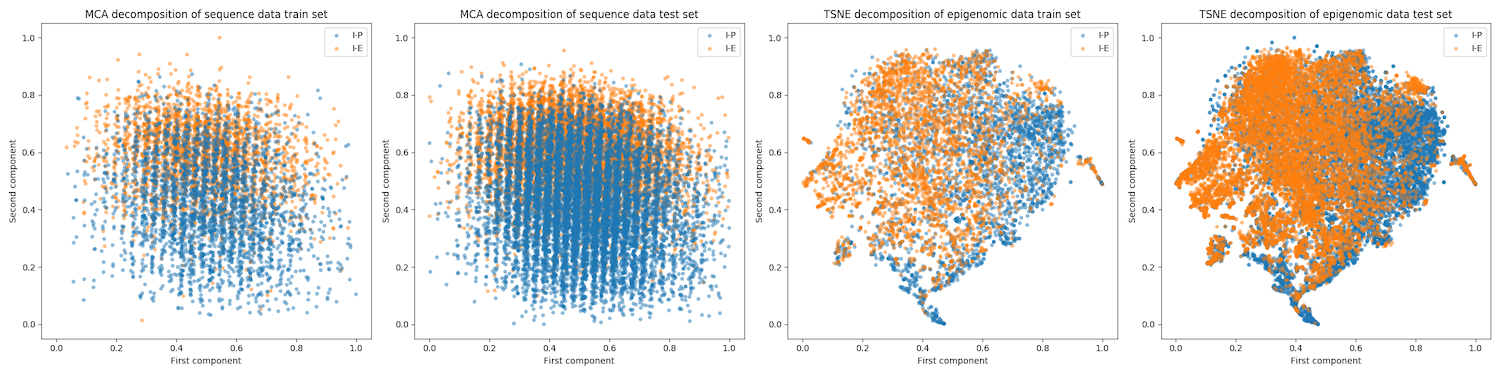 MCA decomposition of sequence data train set
I-P
I-E
1.0
0.8
0.6
0.4
0.2
0.0
Second component
0.0 0.2 0.4 0.6 0.8 1.0
First component
MCA decomposition of sequence data test set
I-P
I-E
1.0
0.8
0.6
0.4
0.2
0.0
Second component
0.0 0.2 0.4 0.6 0.8 1.0
First component
TSNE decomposition of epigenomic data train set
I-P
I-E
1.0
0.8
0.6
0.4
0.2
0.0
Second component
0.0 0.2 0.4 0.6 0.8 1.0
First component
TSNE decomposition of epigenomic data test set
I-P
I-E
1.0
0.8
0.6
0.4
0.2
0.0
Second component
0.0 0.2 0.4 0.6 0.8 1.0
First component